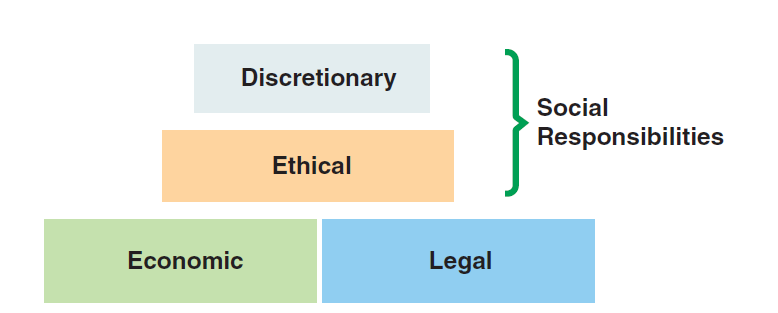 Discretionary
Social
Responsibilities
Ethical
Economic
Legal